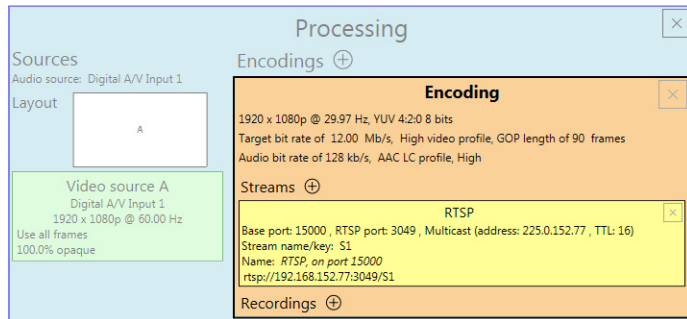 Processing
Sources
Audio source: Digital A/V Input 1
Layout
A
Video source A
Digital A/V Input 1
1920 x 1080p @ 60.00 Hz
Use all frames
100.0% opaque
Encodings
Encoding
1920 x 1080p @ 29.97 Hz, YUV 4:2:0 8 bits
Target bit rate of 12.00 Mb/s, High video profile, GOP length of 90 frames
Audio bit rate of 128 kb/s, AAC LC profile, High
Streams
RTSP
Base port: 15000 , RTSP port: 3049 , Multicast (address: 225.0.152.77 , TTL: 16)
Stream name/key: S1
Name: RTSP, on port 15000
rtsp://192.168.152.77:3049/S1
Recordings